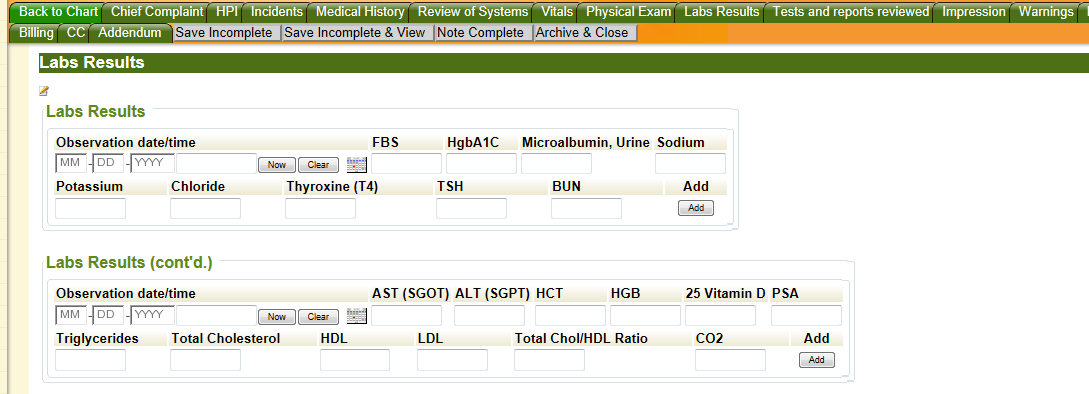 Back to Chart Chief Complaint HPI Incidents Medical History Review of Systems Vitals Physical Exam Labs Results Tests and reports reviewed Impression Warnings
Billing CC Addendum Save Incomplete Save Incomplete & View Note Complete Archive & Close
Labs Results
Labs Results
Observation date/time FBS HgbA1C Microalbumin, Urine Sodium
MM - DD - YYYY Now Clear
Potassium Chloride Thyroxine (T4) TSH BUN Add
Add
Labs Results (cont'd.)
Observation date/time AST (SGOT) ALT (SGPT) HCT HGB 25 Vitamin D PSA
MM - DD - YYYY Now Clear
Triglycerides Total Cholesterol HDL LDL Total Chol/HDL Ratio CO2 Add
Add